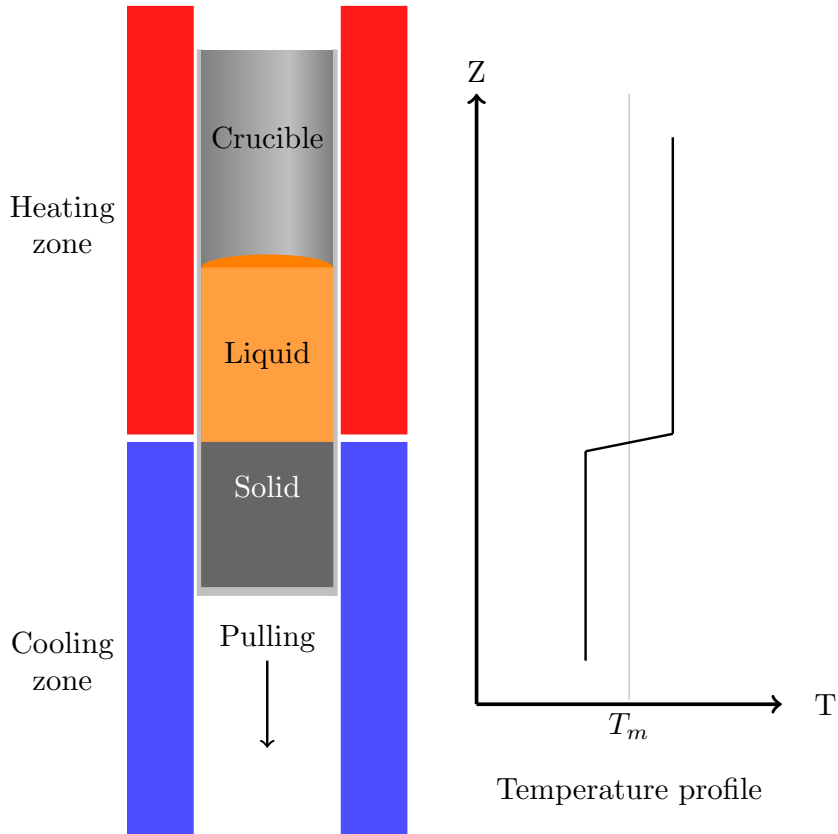 Crucible
Heating
zone
Liquid
Solid
Pulling
Cooling
zone
Z
T
T_m
Temperature profile